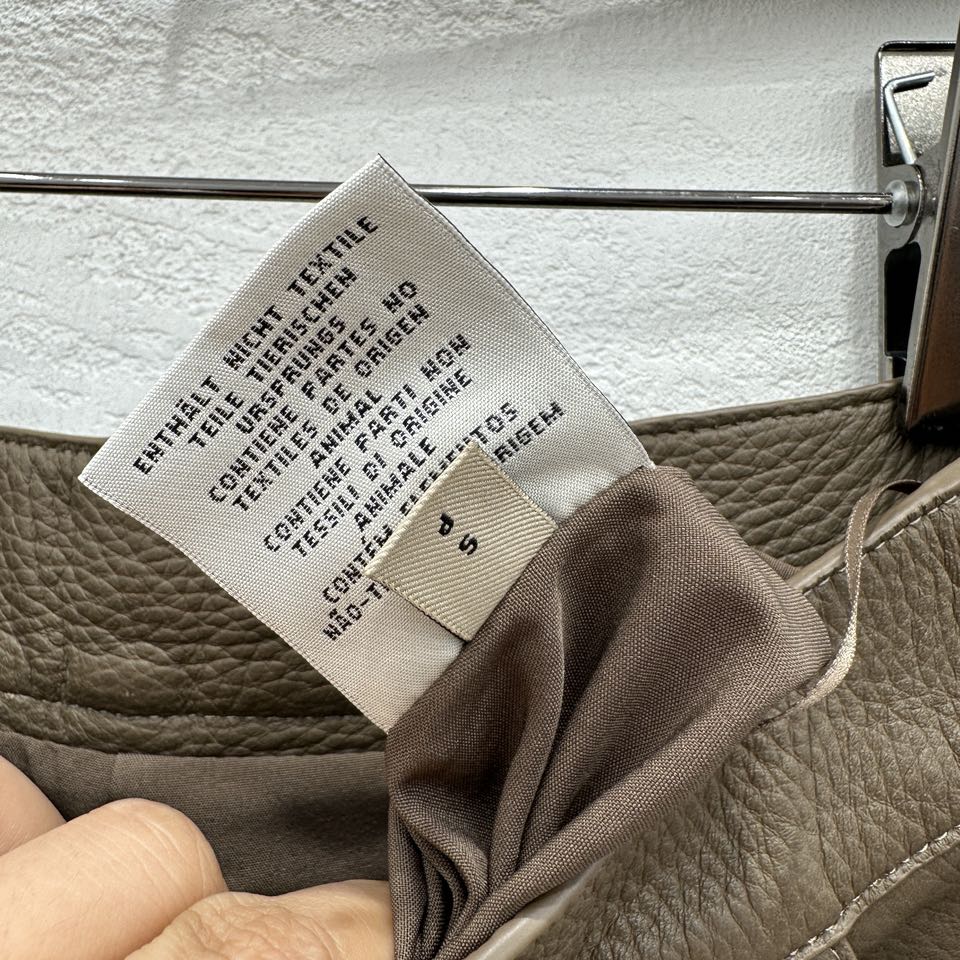 ENTHÄLT NICHT TEXTILE
TEILE TIERISCHEN
URSPRUNGS
CONTIENE PARTES NO
TEXTILES DE ORIGEN
ANIMAL
CONTIENE PARTI NON
TESSILI DI ORIGINE
ANIMALE
P
S